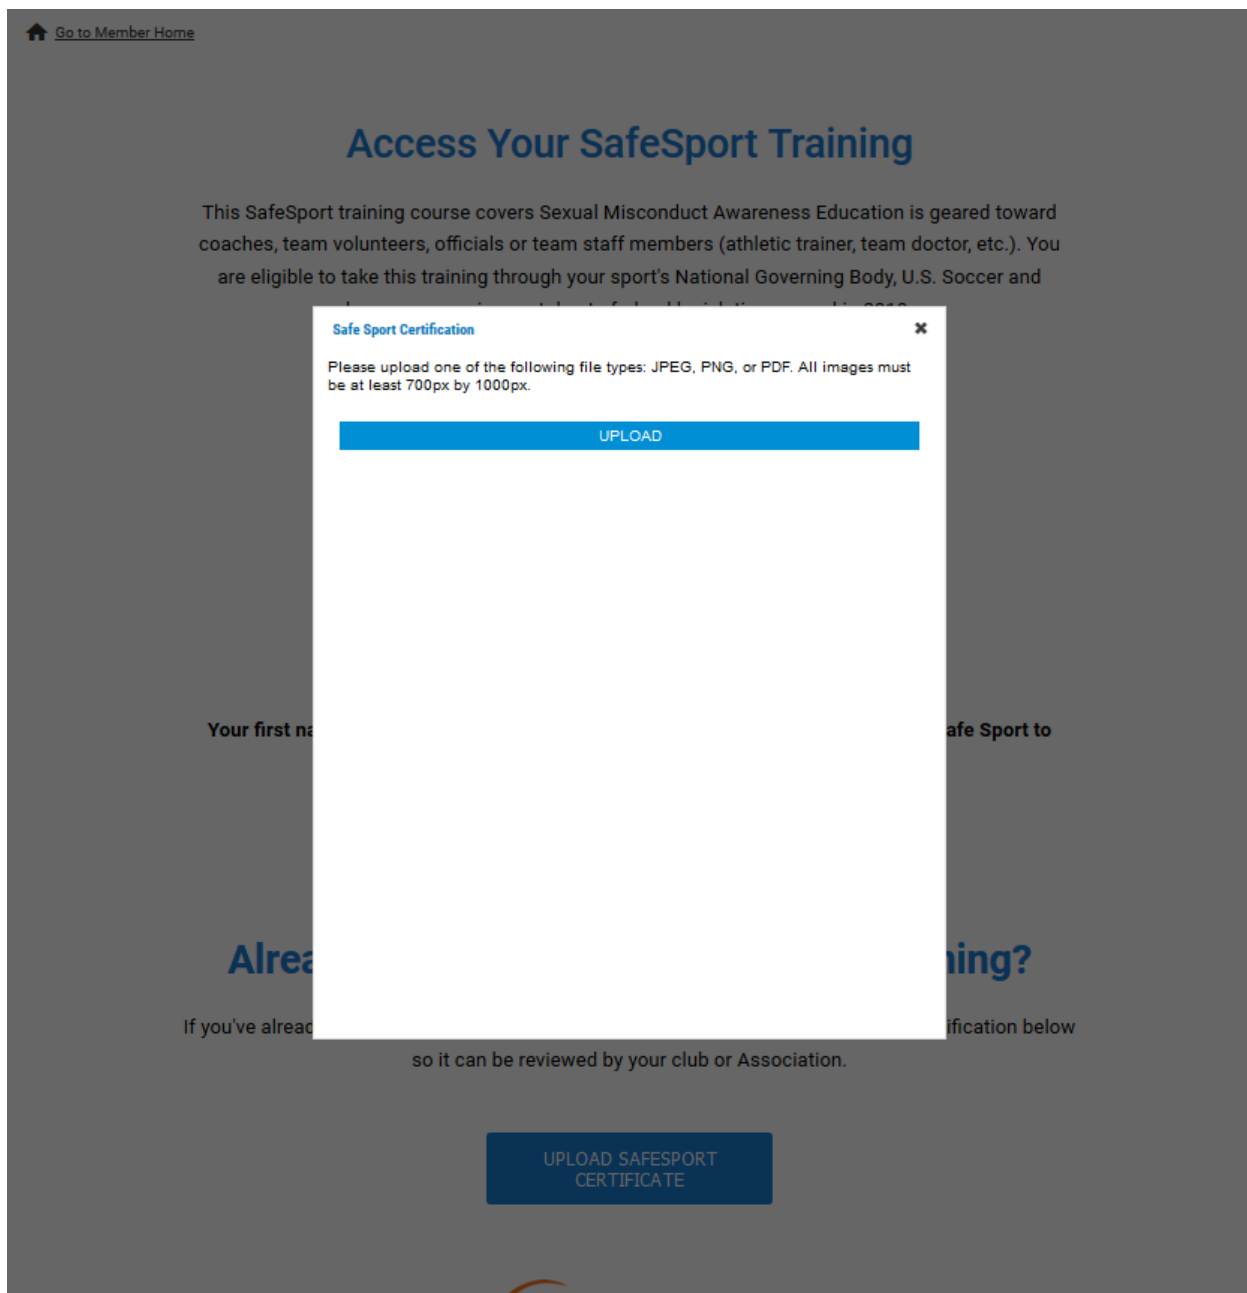 Go to Member Home
Access Your SafeSport Training
This SafeSport training course covers Sexual Misconduct Awareness Education is geared toward
coaches, team volunteers, officials or team staff members (athletic trainer, team doctor, etc.). You
are eligible to take this training through your sport's National Governing Body, U.S. Soccer and
Safe Sport Certification
Please upload one of the following file types: JPEG, PNG, or PDF. All images must
be at least 700px by 1000px.
UPLOAD
Your first afe Sport to
If you've ification below
so it can be reviewed by your club or Association.
UPLOAD SAFESPORT
CERTIFICATE